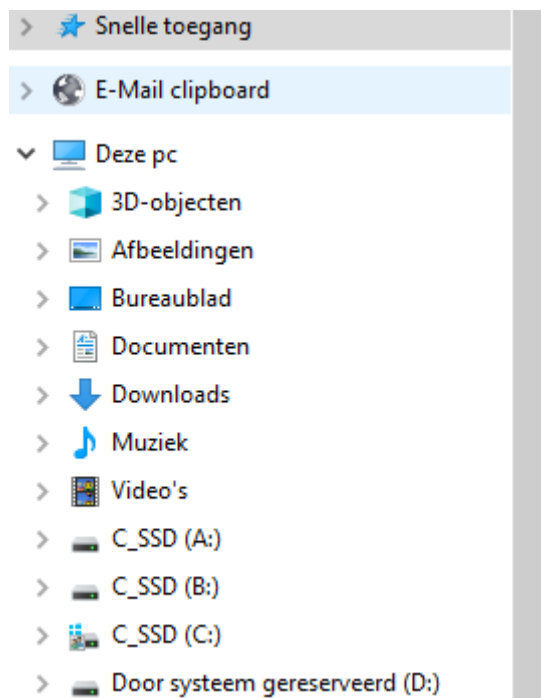 Snelle toegang
E-Mail clipboard
Deze pc
3D-objecten
Afbeeldingen
Bureaublad
Documenten
Downloads
Muziek
Video's
C_SSD (A:)
C_SSD (B:)
C_SSD (C:)
Door systeem gereserveerd (D:)